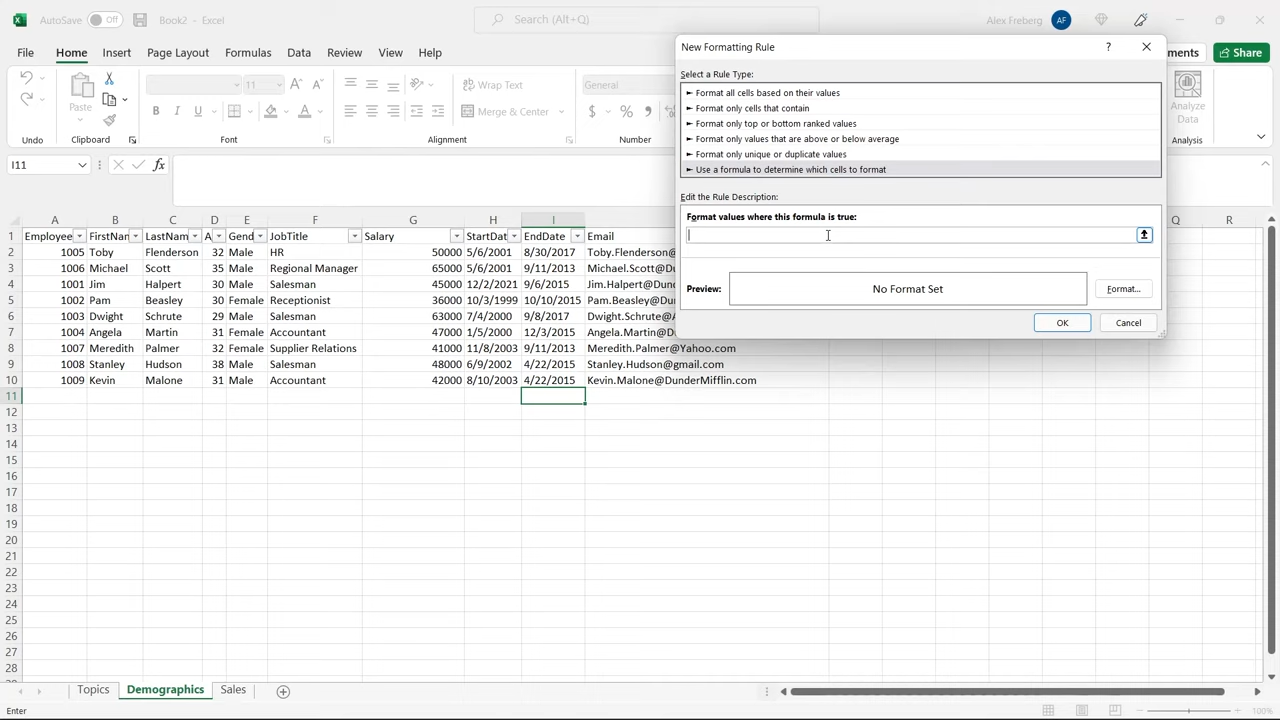 AutoSave Off Book2 - Excel Search (Alt+Q) Alex Freberg AF
File Home Insert Page Layout Formulas Data Review View Help ments Share
Paste 11 A A B I U Wrap Text Merge & Center General $ % Analyze Data
Undo Clipboard Font Alignment Number Analysis
I11 fx
New Formatting Rule ?
Select a Rule Type:
► Format all cells based on their values
► Format only cells that contain
► Format only top or bottom ranked values
► Format only values that are above or below average
► Format only unique or duplicate values
► Use a formula to determine which cells to format
Edit the Rule Description:
Format values where this formula is true:
Preview: No Format Set Format...
OK Cancel
A B C D E F G H I Q R
1 Employee FirstNar LastNam A Gend JobTitle Salary StartDat EndDate Email
2 1005 Toby Flenderson 32 Male HR 50000 5/6/2001 8/30/2017 Toby.Flenderson@
3 1006 Michael Scott 35 Male Regional Manager 65000 5/6/2001 9/11/2013 Michael.Scott@Du
4 1001 Jim Halpert 30 Male Salesman 45000 12/2/2021 9/6/2015 Jim.Halpert@Dund
5 1002 Pam Beasley 30 Female Receptionist 36000 10/3/1999 10/10/2015 Pam.Beasley@Dun
6 1003 Dwight Schrute 29 Male Salesman 63000 7/4/2000 9/8/2017 Dwight.Schrute@A
7 1004 Angela Martin 31 Female Accountant 47000 1/5/2000 12/3/2015 Angela.Martin@Du
8 1007 Meredith Palmer 32 Female Supplier Relations 41000 11/8/2003 9/11/2013 Meredith.Palmer@Yahoo.com
9 1008 Stanley Hudson 38 Male Salesman 48000 6/9/2002 4/22/2015 Stanley.Hudson@gmail.com
10 1009 Kevin Malone 31 Male Accountant 42000 8/10/2003 4/22/2015 Kevin.Malone@DunderMifflin.com
11
12
13
14
15
16
17
18
19
20
21
22
23
24
25
26
27
28
Topics Demographics Sales
Enter 100%